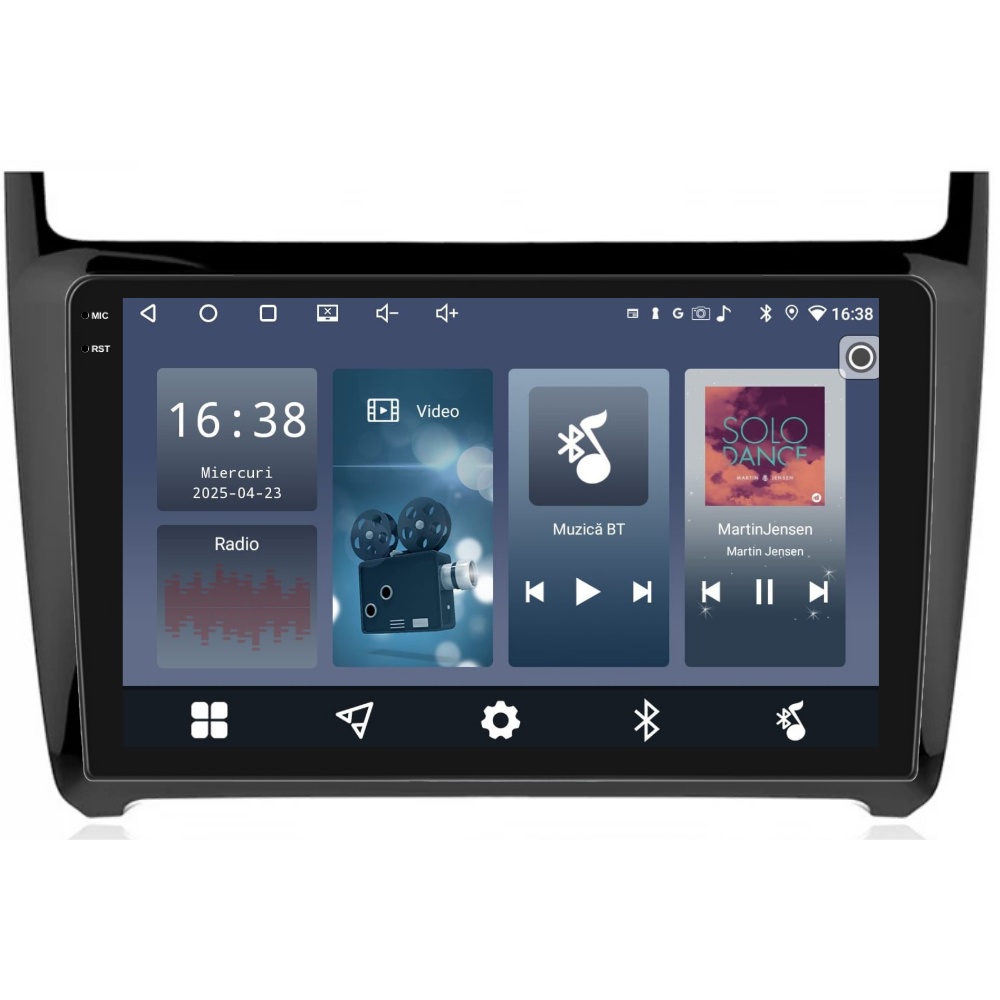 MIC
RST
G
16:38
16:38
Miercuri
2025-04-23
Radio
Video
Muzică BT
SOLO
DANCE
MARTIN JENSEN
MartinJensen
Martin Jensen